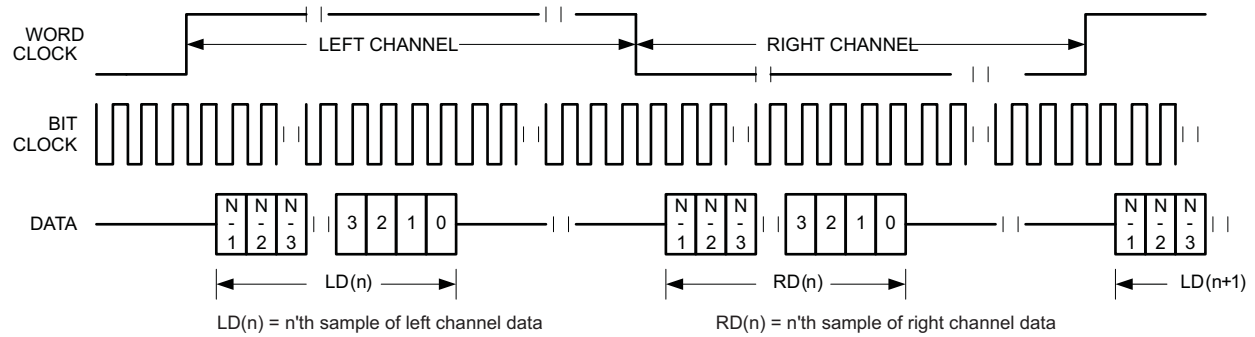 WORD
CLOCK
LEFT CHANNEL
RIGHT CHANNEL
BIT
CLOCK
DATA
N
-
1
N
-
2
N
-
3
3
2
1
0
N
-
1
N
-
2
N
-
3
3
2
1
0
N
-
1
N
-
2
N
-
3
LD(n)
RD(n)
LD(n+1)
LD(n) = n'th sample of left channel data
RD(n) = n'th sample of right channel data